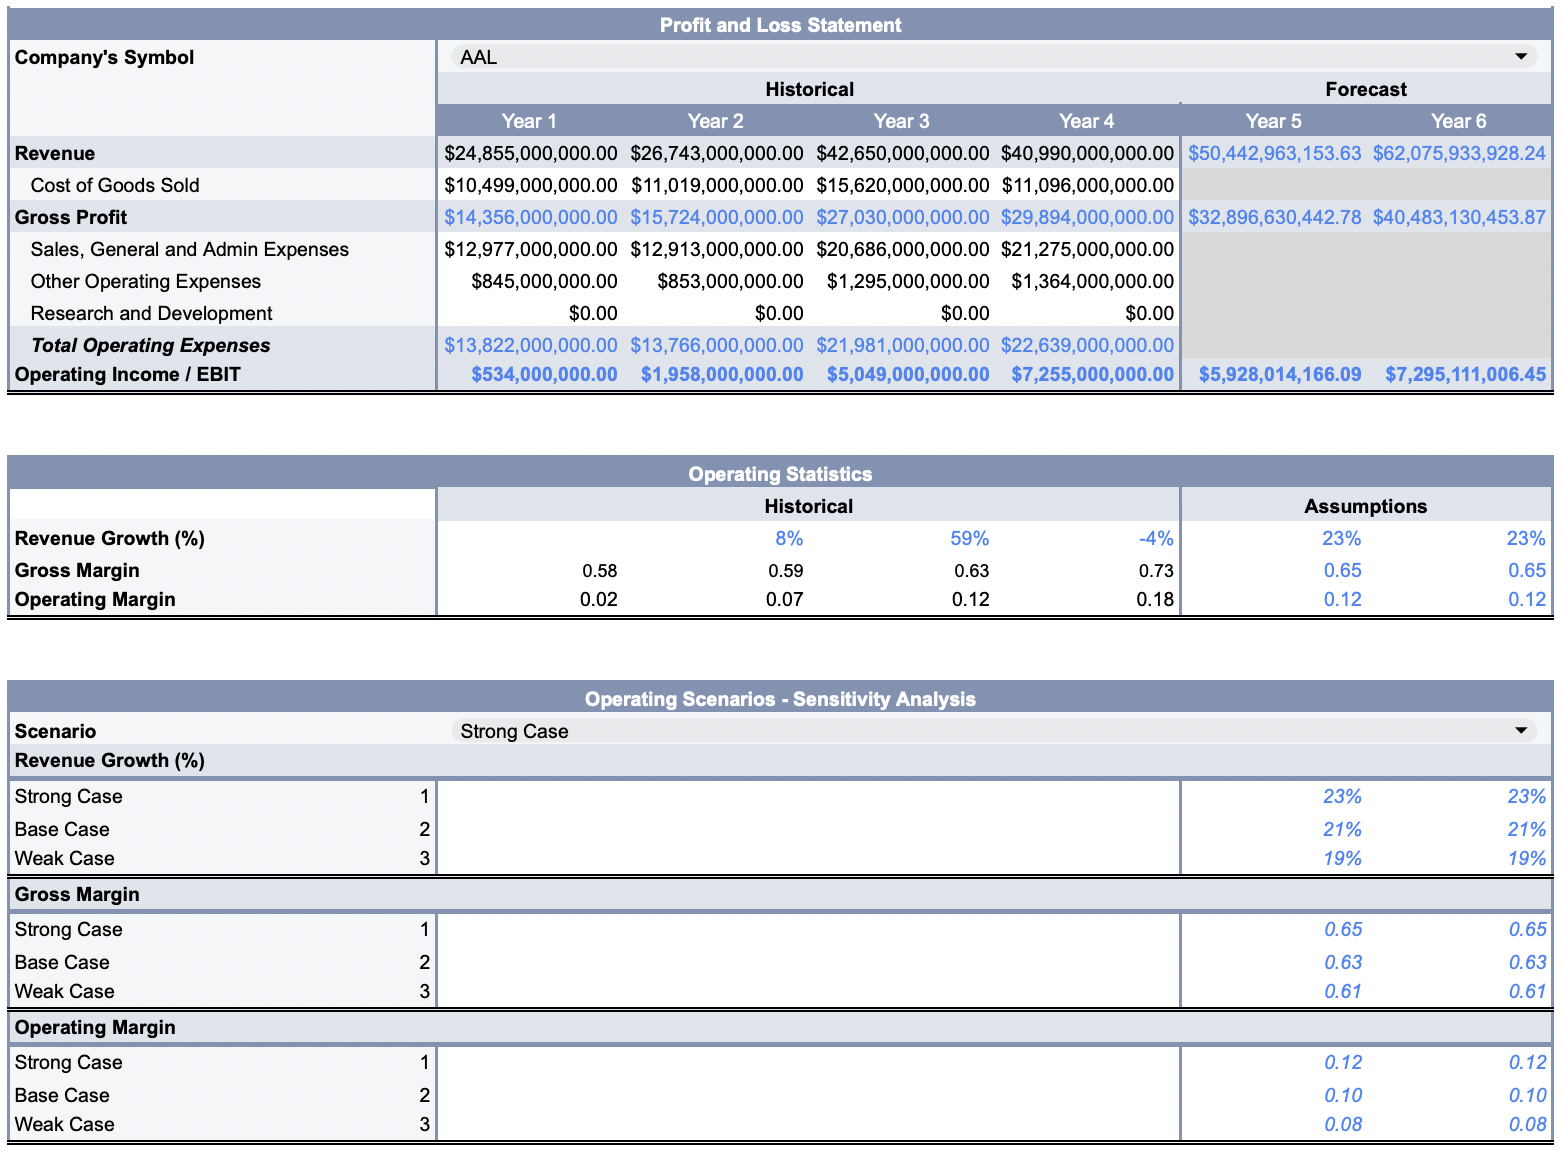 Profit and Loss Statement
Company's Symbol AAL
Historical Forecast
Year 1 Year 2 Year 3 Year 4 Year 5 Year 6
Revenue $24,855,000,000.00 $26,743,000,000.00 $42,650,000,000.00 $40,990,000,000.00 $50,442,963,153.63 $62,075,933,928.24
Cost of Goods Sold $10,499,000,000.00 $11,019,000,000.00 $15,620,000,000.00 $11,096,000,000.00
Gross Profit $14,356,000,000.00 $15,724,000,000.00 $27,030,000,000.00 $29,894,000,000.00 $32,896,630,442.78 $40,483,130,453.87
Sales, General and Admin Expenses $12,977,000,000.00 $12,913,000,000.00 $20,686,000,000.00 $21,275,000,000.00
Other Operating Expenses $845,000,000.00 $853,000,000.00 $1,295,000,000.00 $1,364,000,000.00
Research and Development $0.00 $0.00 $0.00 $0.00
Total Operating Expenses $13,822,000,000.00 $13,766,000,000.00 $21,981,000,000.00 $22,639,000,000.00
Operating Income / EBIT $534,000,000.00 $1,958,000,000.00 $5,049,000,000.00 $7,255,000,000.00 $5,928,014,166.09 $7,295,111,006.45
Operating Statistics
Historical Assumptions
Revenue Growth (%) 8% 59% -4% 23% 23%
Gross Margin 0.58 0.59 0.63 0.73 0.65 0.65
Operating Margin 0.02 0.07 0.12 0.18 0.12 0.12
Operating Scenarios - Sensitivity Analysis
Scenario Strong Case
Revenue Growth (%)
Strong Case 1 23% 23%
Base Case 2 21% 21%
Weak Case 3 19% 19%
Gross Margin
Strong Case 1 0.65 0.65
Base Case 2 0.63 0.63
Weak Case 3 0.61 0.61
Operating Margin
Strong Case 1 0.12 0.12
Base Case 2 0.10 0.10
Weak Case 3 0.08 0.08